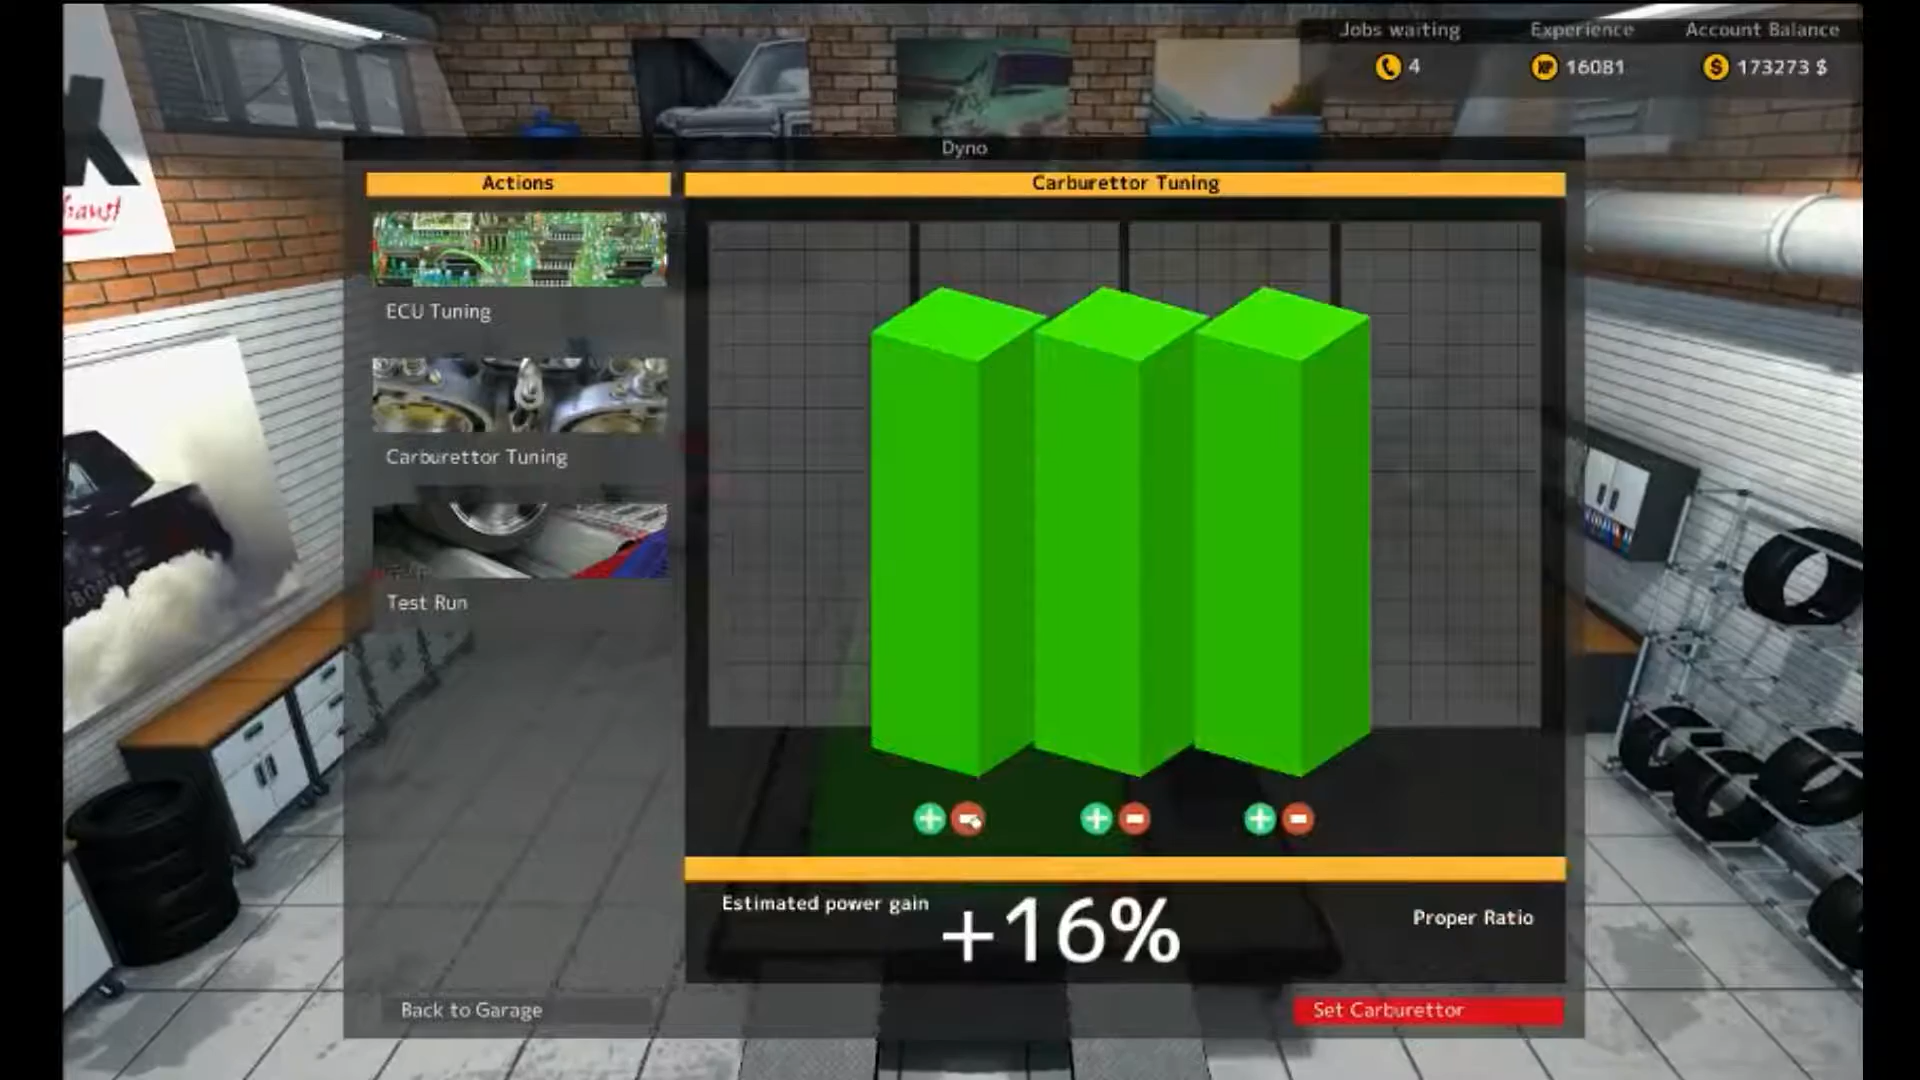 Jobs waiting
Experience
Account Balance
4
XP 16081
$ 173273 $
Dyno
Actions
Carburettor Tuning
ECU Tuning
Carburettor Tuning
Test Run
Estimated power gain
+16%
Proper Ratio
Back to Garage
Set Carburettor